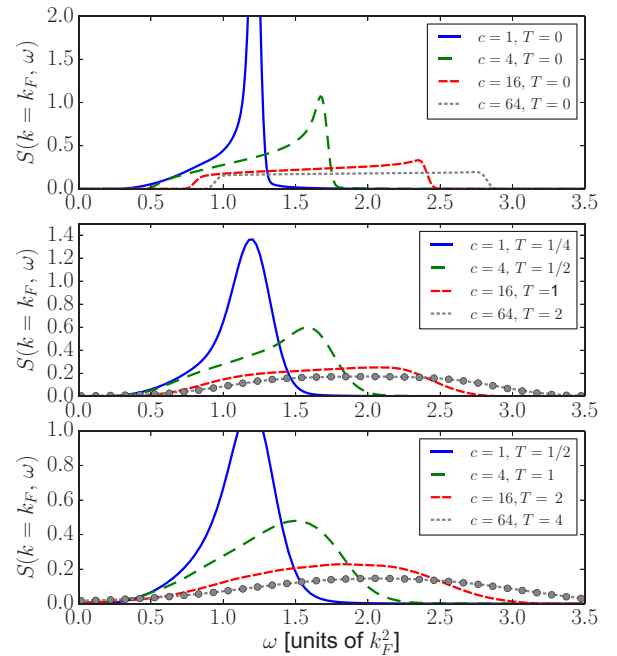 2.0
1.5
1.0
0.5
0.0
S(k = k_F, ω)
c = 1, T = 0
c = 4, T = 0
c = 16, T = 0
c = 64, T = 0
0.0 0.5 1.0 1.5 2.0 2.5 3.0 3.5
1.4
1.2
1.0
0.8
0.6
0.4
0.2
0.0
S(k = k_F, ω)
c = 1, T = 1/4
c = 4, T = 1/2
c = 16, T =1
c = 64, T = 2
0.0 0.5 1.0 1.5 2.0 2.5 3.0 3.5
1.0
0.8
0.6
0.4
0.2
0.0
S(k = k_F, ω)
c = 1, T = 1/2
c = 4, T = 1
c = 16, T = 2
c = 64, T = 4
0.0 0.5 1.0 1.5 2.0 2.5 3.0 3.5
ω [units of k_F^2]